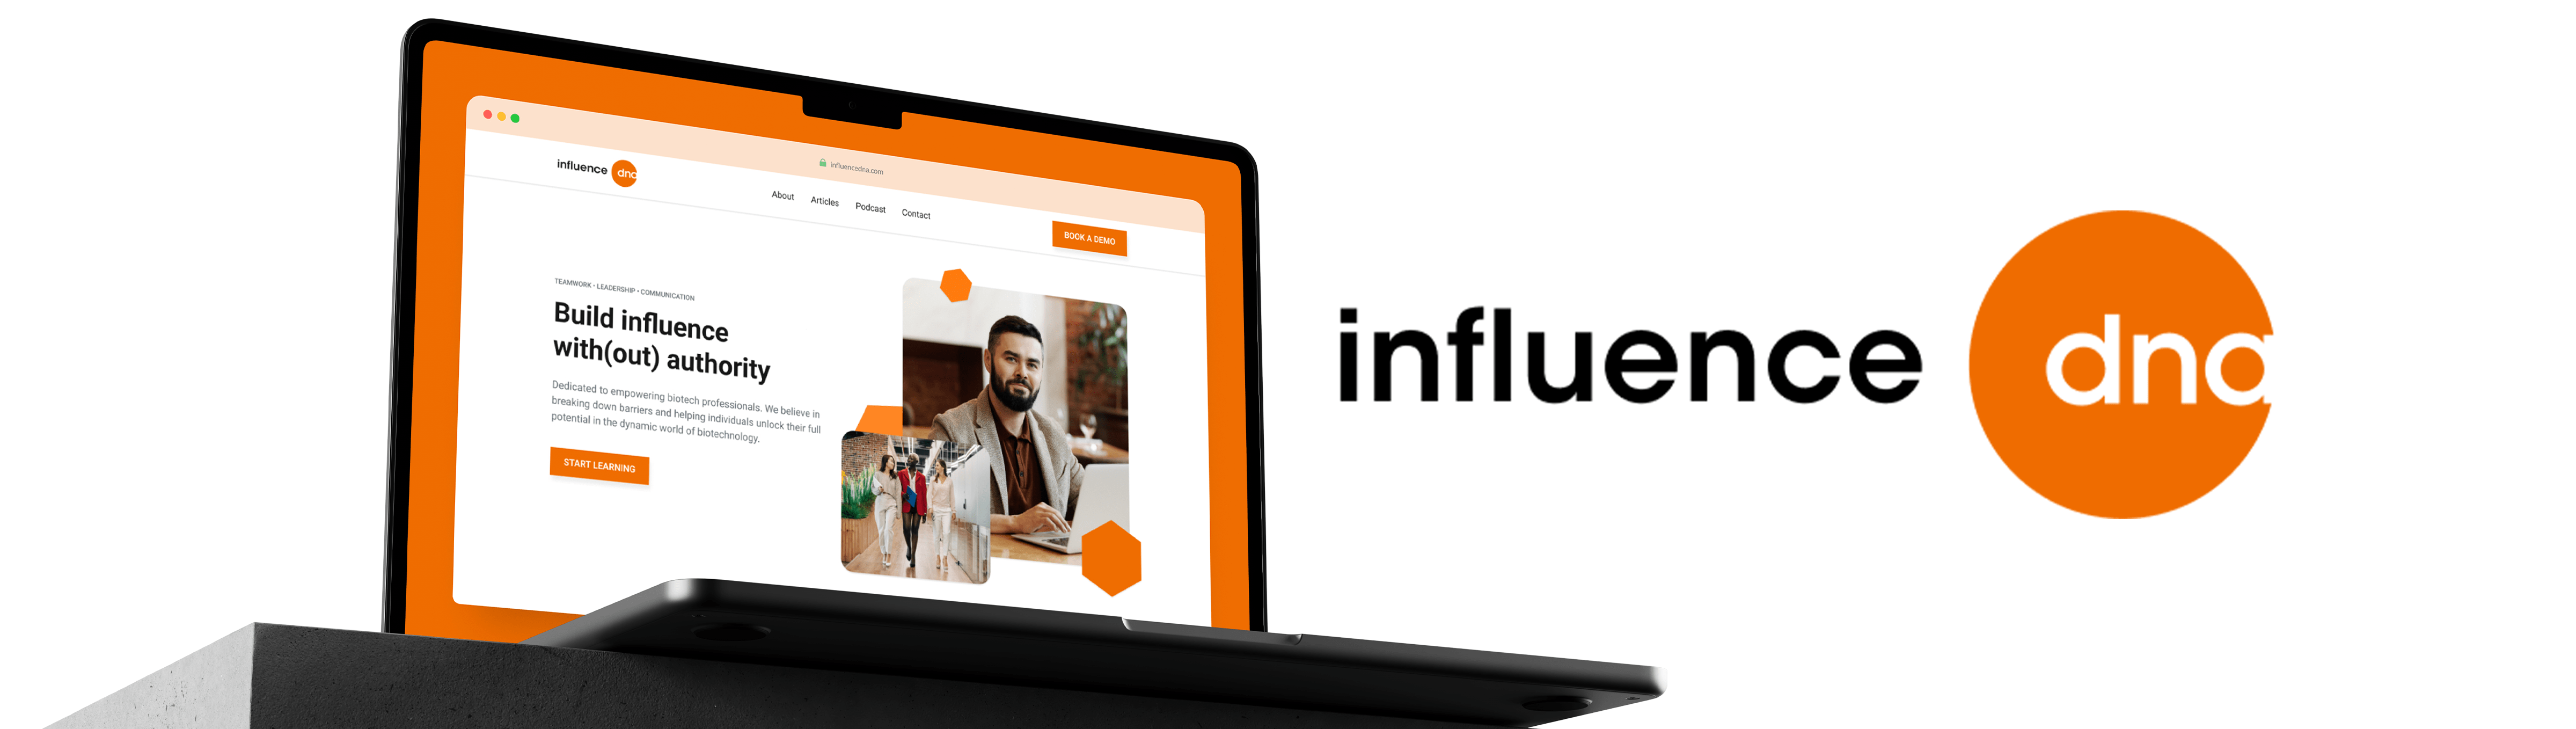 influencedna.com
influence dna
About Articles Podcast Contact
BOOK A DEMO
TEAMWORK • LEADERSHIP • COMMUNICATION
Build influence
with(out) authority
Dedicated to empowering biotech professionals. We believe in
breaking down barriers and helping individuals unlock their full
potential in the dynamic world of biotechnology.
START LEARNING
influence dna